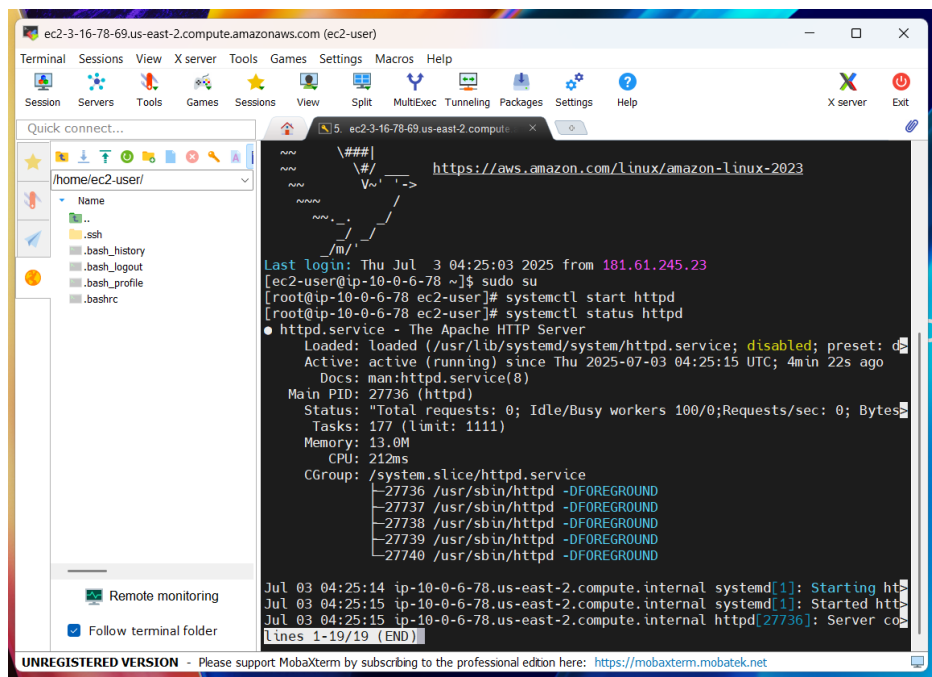 ec2-3-16-78-69.us-east-2.compute.amazonaws.com (ec2-user)
Terminal Sessions View X server Tools Games Settings Macros Help
Session Servers Tools Games Sessions View Split MultiExec Tunneling Packages Settings Help X server Exit
Quick connect...
5. ec2-3-16-78-69.us-east-2.compute.
/home/ec2-user/
Name
..
.ssh
.bash_history
.bash_logout
.bash_profile
.bashrc
Remote monitoring
Follow terminal folder
~~ \###|
~~ \#/ ___ https://aws.amazon.com/linux/amazon-linux-2023
~~ V~' '->
~~~ /
~~._. _/
_/ _/
_/m/'
Last login: Thu Jul 3 04:25:03 2025 from 181.61.245.23
[ec2-user@ip-10-0-6-78 ~]$ sudo su
[root@ip-10-0-6-78 ec2-user]# systemctl start httpd
[root@ip-10-0-6-78 ec2-user]# systemctl status httpd
● httpd.service - The Apache HTTP Server
Loaded: loaded (/usr/lib/systemd/system/httpd.service; disabled; preset: d>
Active: active (running) since Thu 2025-07-03 04:25:15 UTC; 4min 22s ago
Docs: man:httpd.service(8)
Main PID: 27736 (httpd)
Status: "Total requests: 0; Idle/Busy workers 100/0;Requests/sec: 0; Bytes>
Tasks: 177 (limit: 1111)
Memory: 13.0M
CPU: 212ms
CGroup: /system.slice/httpd.service
├─27736 /usr/sbin/httpd -DFOREGROUND
├─27737 /usr/sbin/httpd -DFOREGROUND
├─27738 /usr/sbin/httpd -DFOREGROUND
├─27739 /usr/sbin/httpd -DFOREGROUND
└─27740 /usr/sbin/httpd -DFOREGROUND
Jul 03 04:25:14 ip-10-0-6-78.us-east-2.compute.internal systemd[1]: Starting ht>
Jul 03 04:25:15 ip-10-0-6-78.us-east-2.compute.internal systemd[1]: Started htt>
Jul 03 04:25:15 ip-10-0-6-78.us-east-2.compute.internal httpd[27736]: Server co>
lines 1-19/19 (END)
UNREGISTERED VERSION - Please support MobaXterm by subscribing to the professional edition here: https://mobaxterm.mobatek.net